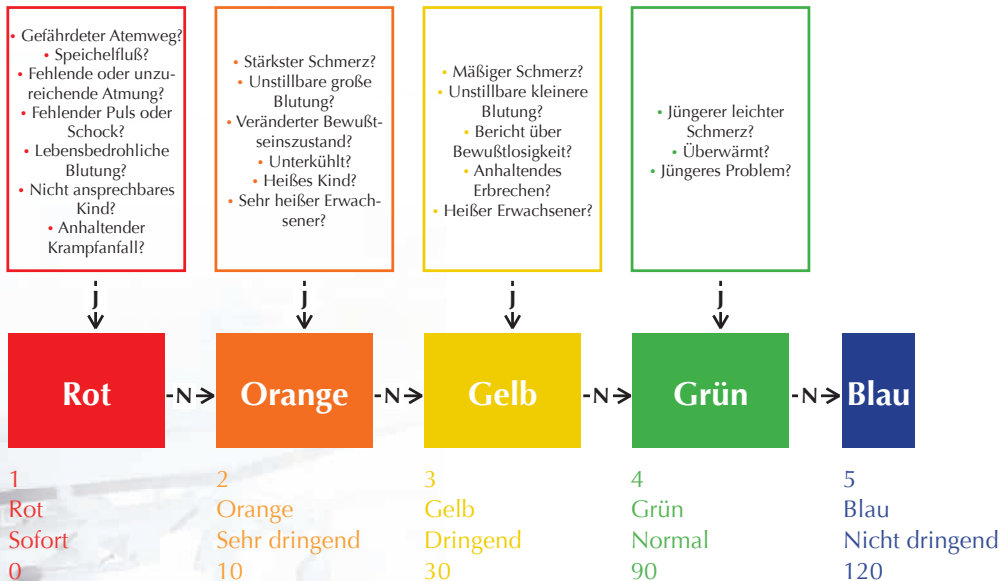 • Gefährdeter Atemweg?
• Speichelfluß?
• Fehlende oder unzu-
reichende Atmung?
• Fehlender Puls oder
Schock?
• Lebensbedrohliche
Blutung?
• Nicht ansprechbares
Kind?
• Anhaltender
Krampfanfall?
• Stärkster Schmerz?
• Unstillbare große
Blutung?
• Veränderter Bewußt-
seinszustand?
• Unterkühlt?
• Heißes Kind?
• Sehr heißer Erwach-
sener?
• Mäßiger Schmerz?
• Unstillbare kleinere
Blutung?
• Bericht über
Bewußtlosigkeit?
• Anhaltendes
Erbrechen?
• Heißer Erwachsener?
• Jüngerer leichter
Schmerz?
• Überwärmt?
• Jüngeres Problem?
J
J
J
J
Rot
N
Orange
N
Gelb
N
Grün
N
Blau
1
Rot
Sofort
0
2
Orange
Sehr dringend
10
3
Gelb
Dringend
30
4
Grün
Normal
90
5
Blau
Nicht dringend
120